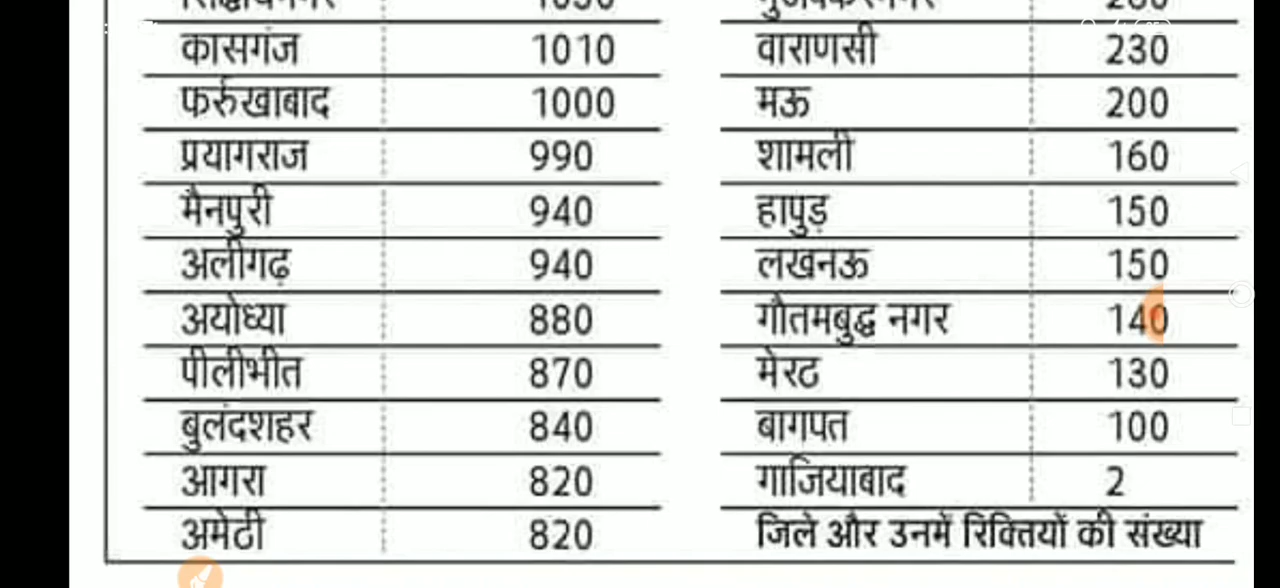 कासगंज 1010
फर्रुखाबाद 1000
प्रयागराज 990
मैनपुरी 940
अलीगढ़ 940
अयोध्या 880
पीलीभीत 870
बुलंदशहर 840
आगरा 820
अमेठी 820
वाराणसी 230
मऊ 200
शामली 160
हापुड़ 150
लखनऊ 150
गौतमबुद्ध नगर 140
मेरठ 130
बागपत 100
गाजियाबाद 2
जिले और उनमें रिक्तियों की संख्या